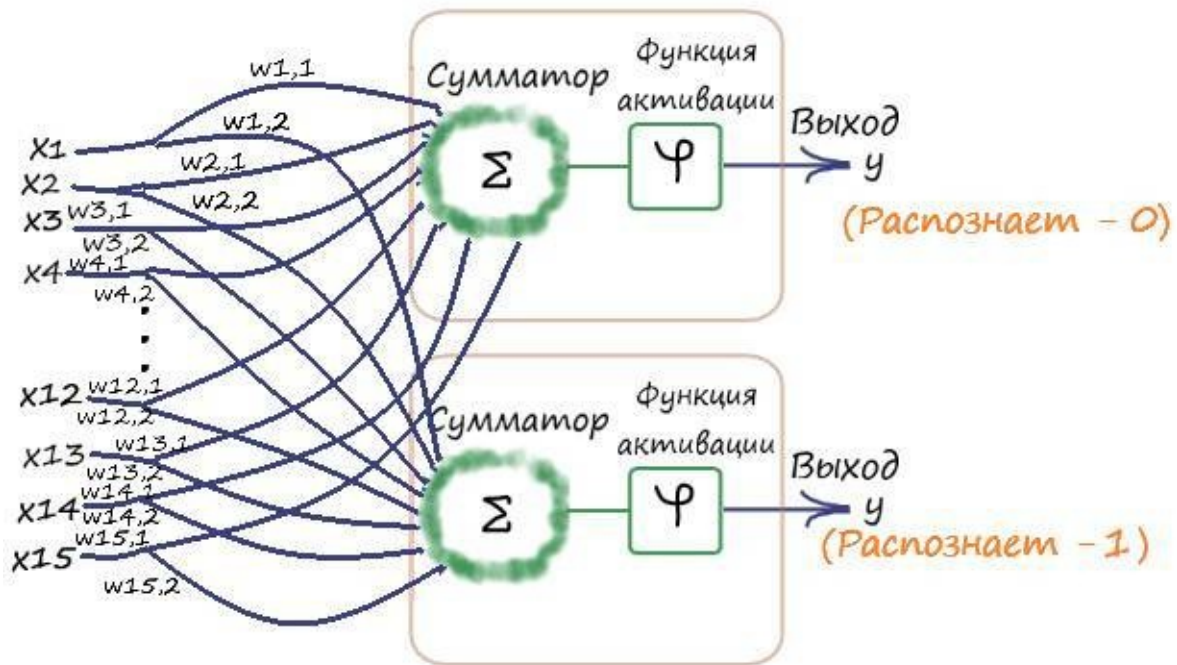 w1,1
w1,2
w2,1
w2,2
x1
x2
x3
x4
w3,1
w3,2
w4,1
w4,2
x12
x13
x14
x15
w12,1
w12,2
w13,1
w13,2
w14,1
w14,2
w15,1
w15,2
Сумматор
Σ
Функция
активации
φ
Выход
y
(Распознает - 0)
Сумматор
Σ
Функция
активации
φ
Выход
y
(Распознает - 1)